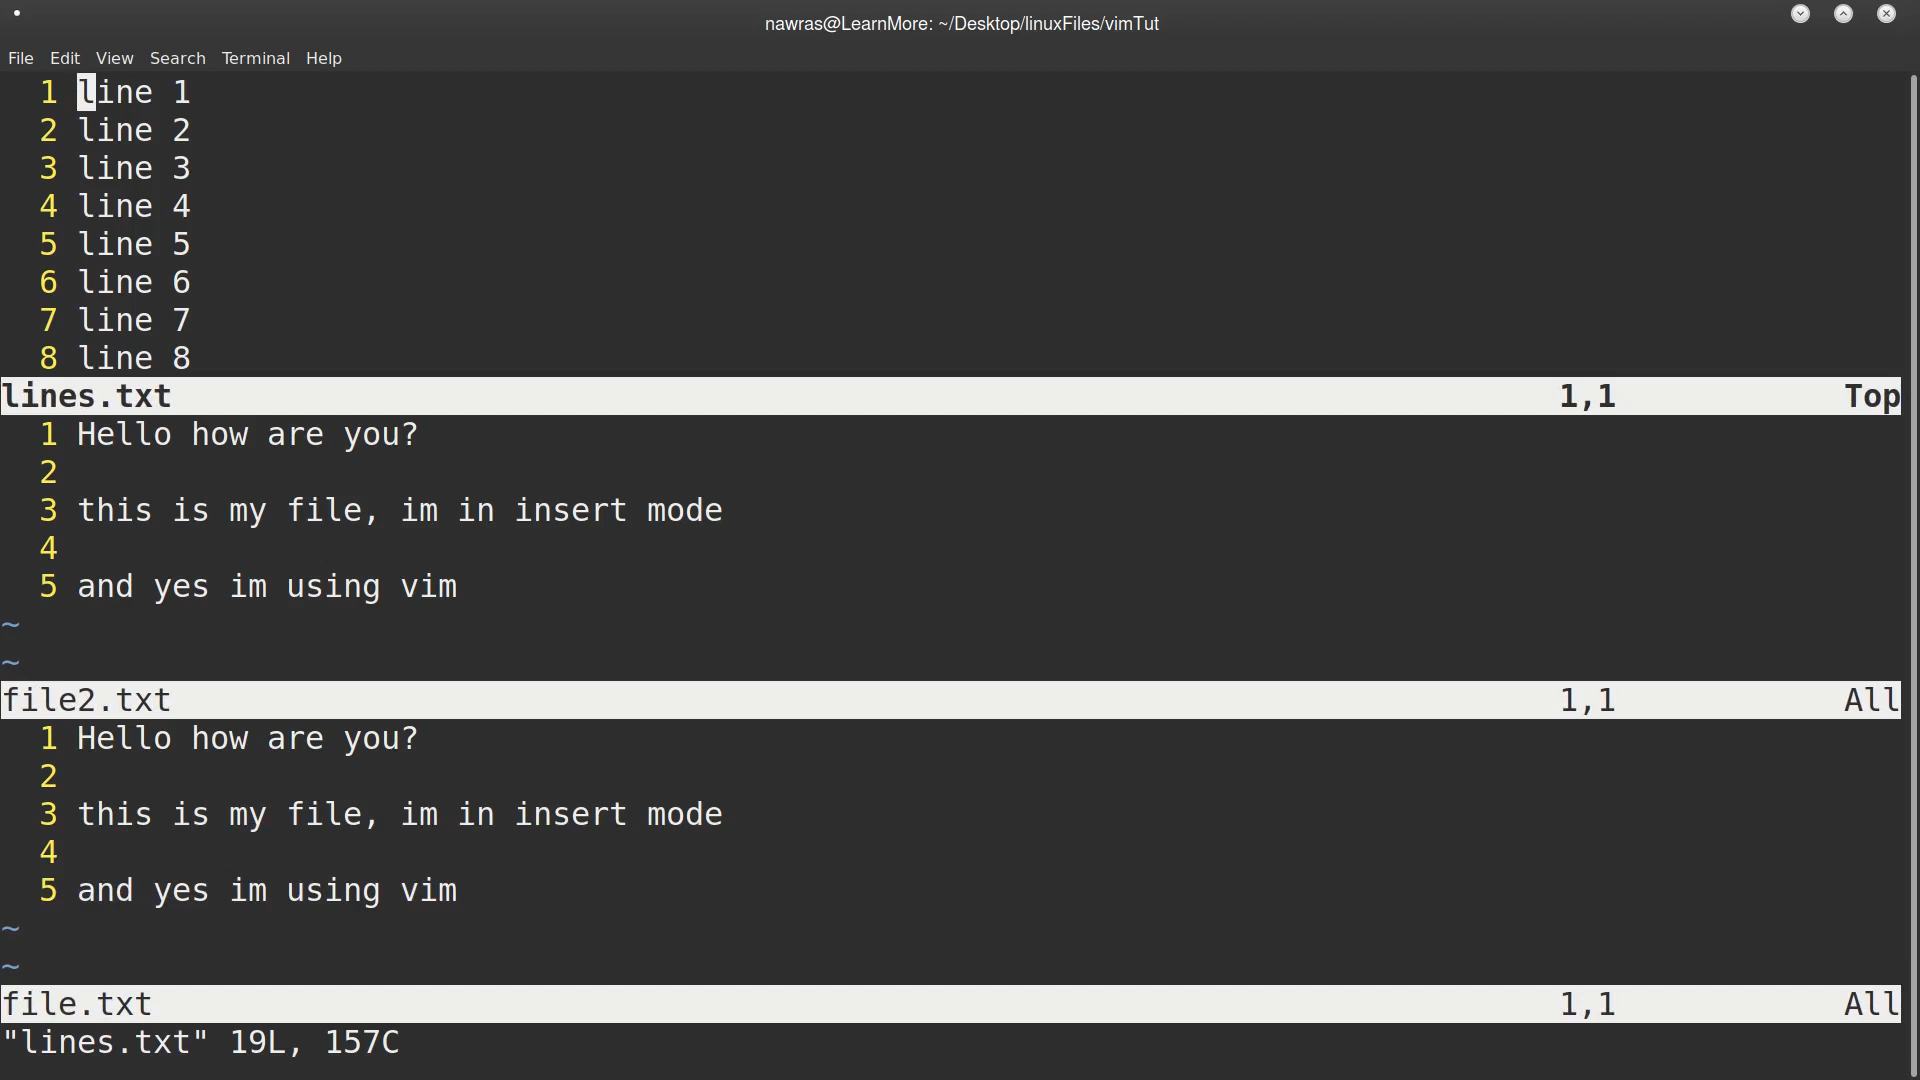 nawras@LearnMore: ~/Desktop/linuxFiles/vimTut
File Edit View Search Terminal Help
1 line 1
2 line 2
3 line 3
4 line 4
5 line 5
6 line 6
7 line 7
8 line 8
lines.txt 1,1 Top
1 Hello how are you?
2
3 this is my file, im in insert mode
4
5 and yes im using vim
~
~
file2.txt 1,1 All
1 Hello how are you?
2
3 this is my file, im in insert mode
4
5 and yes im using vim
~
~
file.txt 1,1 All
"lines.txt" 19L, 157C